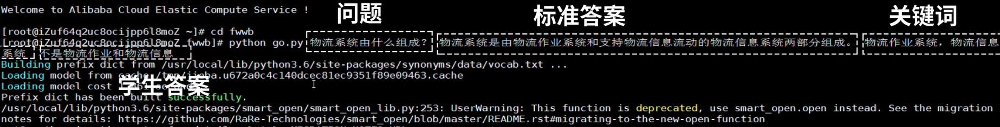 Welcome to Alibaba Cloud Elastic Compute Service !
问题
标准答案
关键词
[root@iZuf64q2uc8ocijpp6l8moZ ~]# cd fwwb
[root@iZuf64q2uc8ocijpp6l8moZ fwwb]# python go.py 物流系统由什么组成? 物流系统是由物流作业系统和支持物流信息流动的物流信息系统两部分组成。 物流作业系统，物流信息
系统 不是物流作业和物流信息
Building prefix dict from /usr/local/lib/python3.6/site-packages/synonyms/data/vocab.txt ...
Loading model from cache /tmp/jieba.u672a0c4c140dcec81ec9351f89e09463.cache
学生答案
Loading model cost
Prefix dict has been built successfully.
/usr/local/lib/python3.6/site-packages/smart_open/smart_open_lib.py:253: UserWarning: This function is deprecated, use smart_open.open instead. See the migration
notes for details: https://github.com/RaRe-Technologies/smart_open/blob/master/README.rst#migrating-to-the-new-open-function